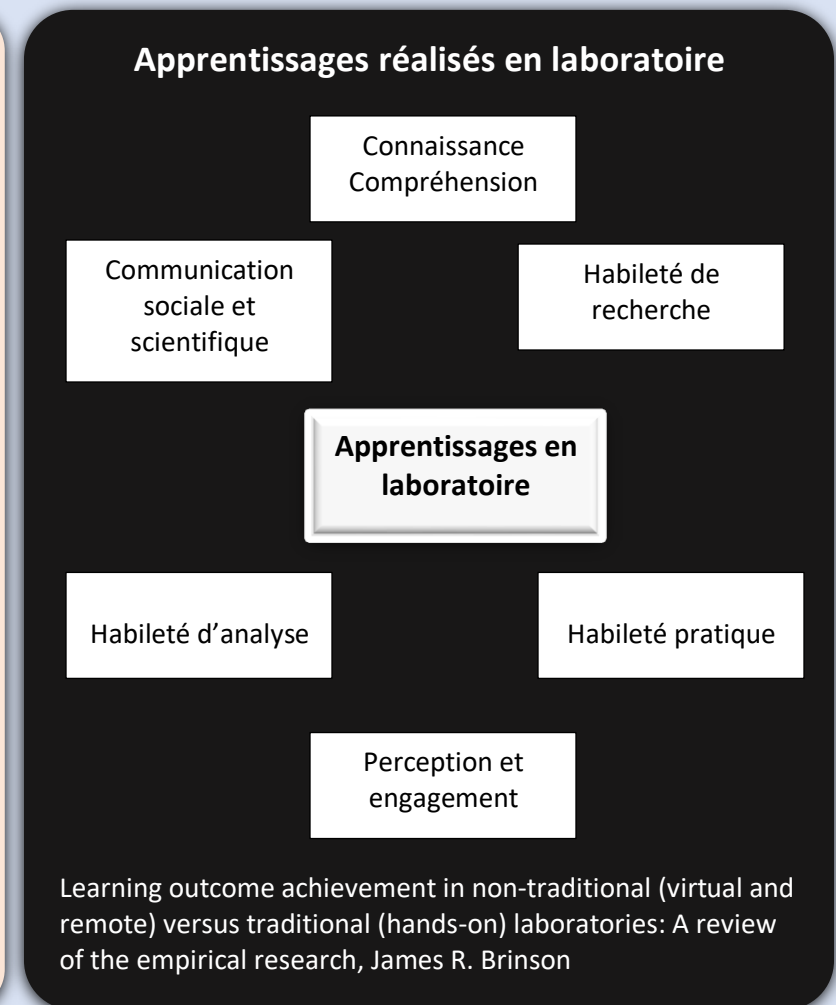 Apprentissages réalisés en laboratoire
Connaissance
Compréhension
Communication
sociale et
scientifique
Habileté de
recherche
Apprentissages en
laboratoire
Habileté d’analyse
Habileté pratique
Perception et
engagement
Learning outcome achievement in non-traditional (virtual and
remote) versus traditional (hands-on) laboratories: A review
of the empirical research, James R. Brinson